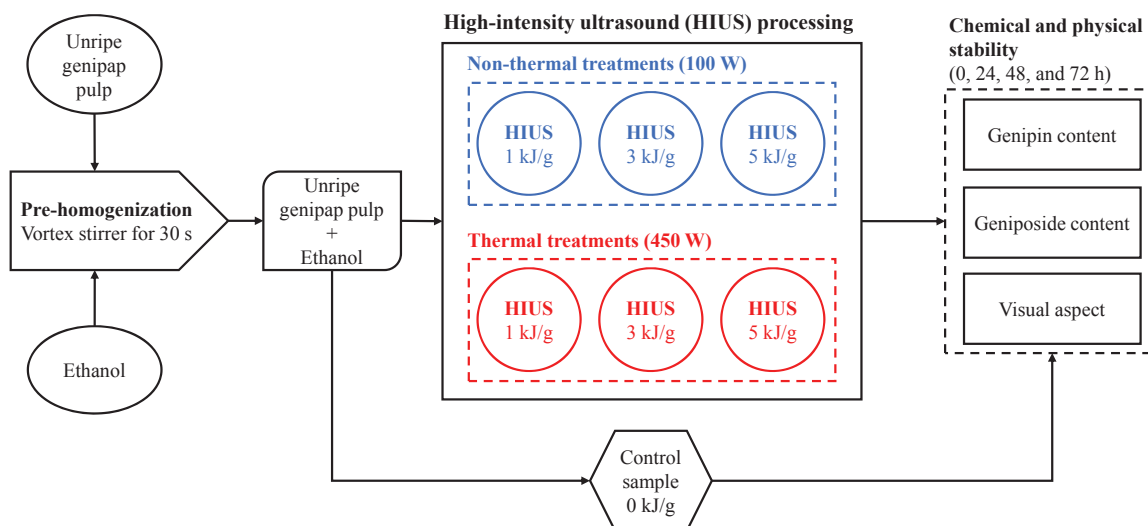 Unripe
genipap
pulp
Pre-homogenization
Vortex stirrer for 30 s
Ethanol
Unripe
genipap pulp
+
Ethanol
High-intensity ultrasound (HIUS) processing
Non-thermal treatments (100 W)
HIUS
1 kJ/g
HIUS
3 kJ/g
HIUS
5 kJ/g
Thermal treatments (450 W)
HIUS
1 kJ/g
HIUS
3 kJ/g
HIUS
5 kJ/g
Control
sample
0 kJ/g
Chemical and physical
stability
(0, 24, 48, and 72 h)
Genipin content
Geniposide content
Visual aspect